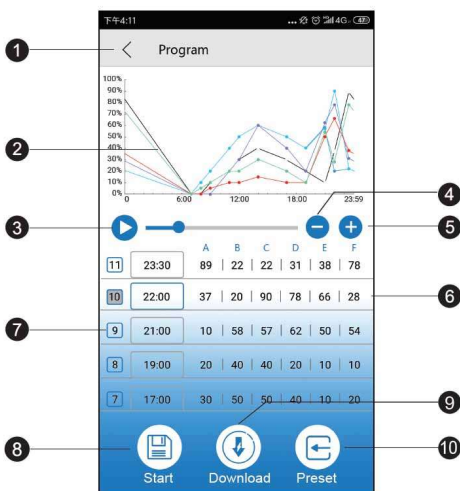 下午4:11 ... 4G 47
1 Program
100%
90%
80%
70%
60%
50%
40%
30%
20%
10%
0%
0 6:00 12:00 18:00 23:59
2
3
4
5
A B C D E F
11 23:30 89 | 22 | 22 | 31 | 38 | 78
10 22:00 37 | 20 | 90 | 78 | 66 | 28
6
7
9 21:00 10 | 58 | 57 | 62 | 50 | 54
8 19:00 20 | 40 | 40 | 20 | 10 | 10
7 17:00 30 | 50 | 50 | 40 | 10 | 20
9
8
10
Start Download Preset